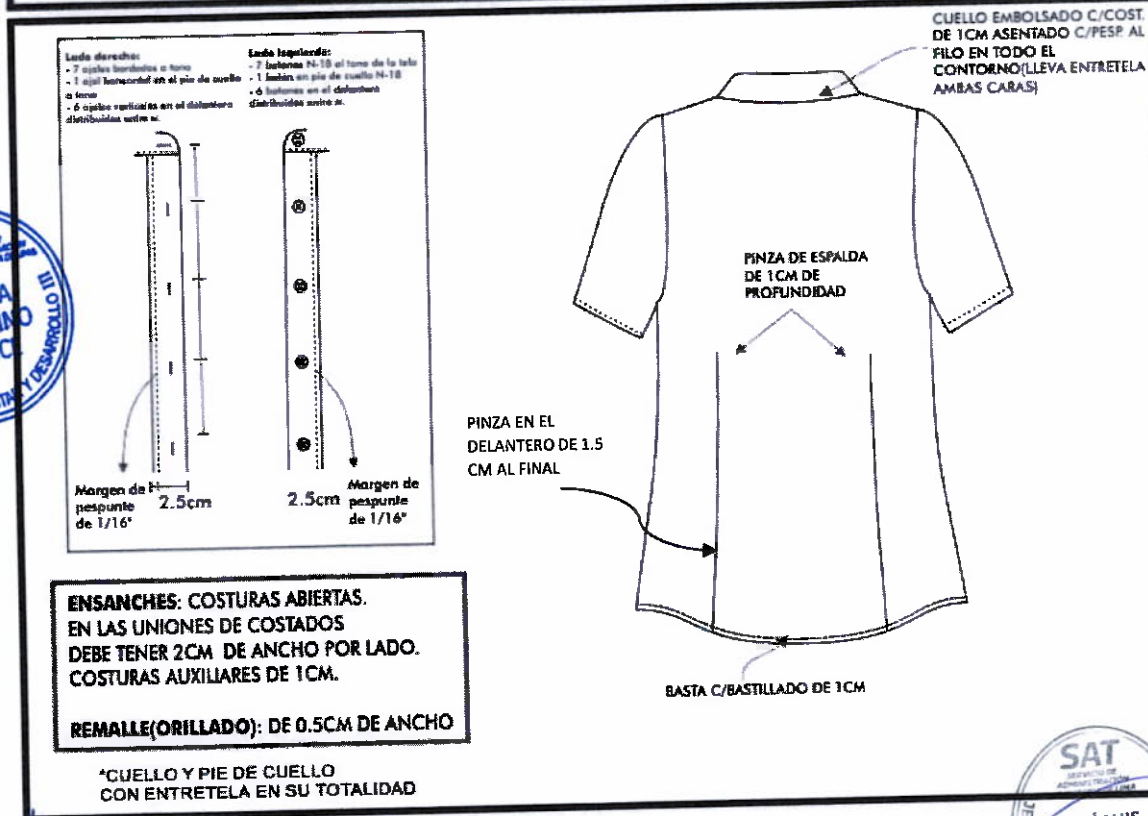 CUELLO EMBOLSADO C/COST.
DE 1CM ASENTADO C/PESP. AL
FILO EN TODO EL
CONTORNO(LLEVA ENTRETELA
AMBAS CARAS)
Lado derecho:
- 7 ojales bordados a tono
- 1 ojal horizontal en el pie de cuello
a tono
- 6 ojales verticales en el delantero
distribuidos entre si.
Lado Izquierdo:
- 7 botones N-18 al tono de la tela
- 1 botón en pie de cuello N-18
- 6 botones en el delantero
distribuidos entre si.
Margen de
pespunte
de 1/16"
2.5cm
2.5cm
Margen de
pespunte
de 1/16"
PINZA DE ESPALDA
DE 1CM DE
PROFUNDIDAD
PINZA EN EL
DELANTERO DE 1.5
CM AL FINAL
BASTA C/BASTILLADO DE 1CM
ENSANCHES: COSTURAS ABIERTAS.
EN LAS UNIONES DE COSTADOS
DEBE TENER 2CM DE ANCHO POR LADO.
COSTURAS AUXILIARES DE 1CM.
REMALLE(ORILLADO): DE 0.5CM DE ANCHO
*CUELLO Y PIE DE CUELLO
CON ENTRETELA EN SU TOTALIDAD
Y DESARROLLO III
SAT
SERVICIO DE
ADMINISTRACIÓN